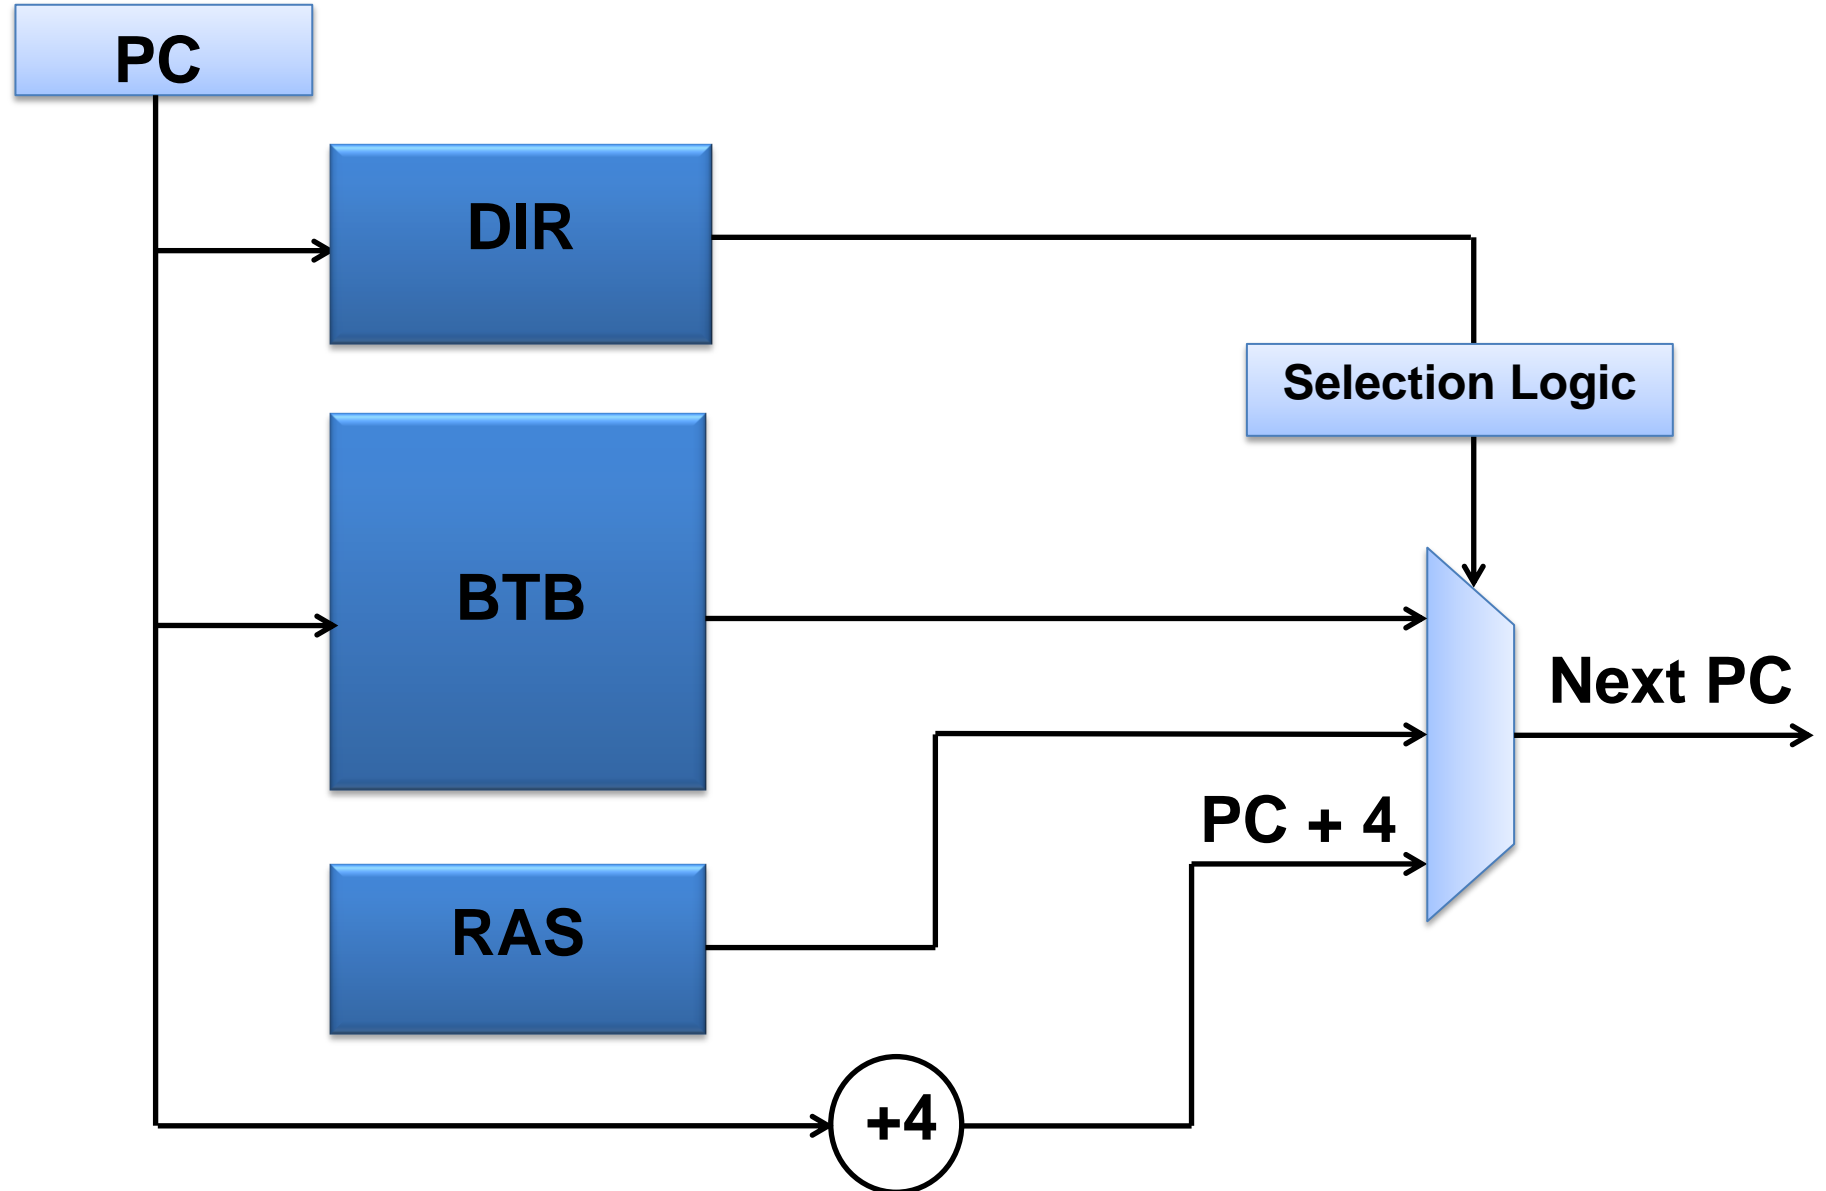 PC
DIR
Selection Logic
BTB
Next PC
PC + 4
RAS
+4